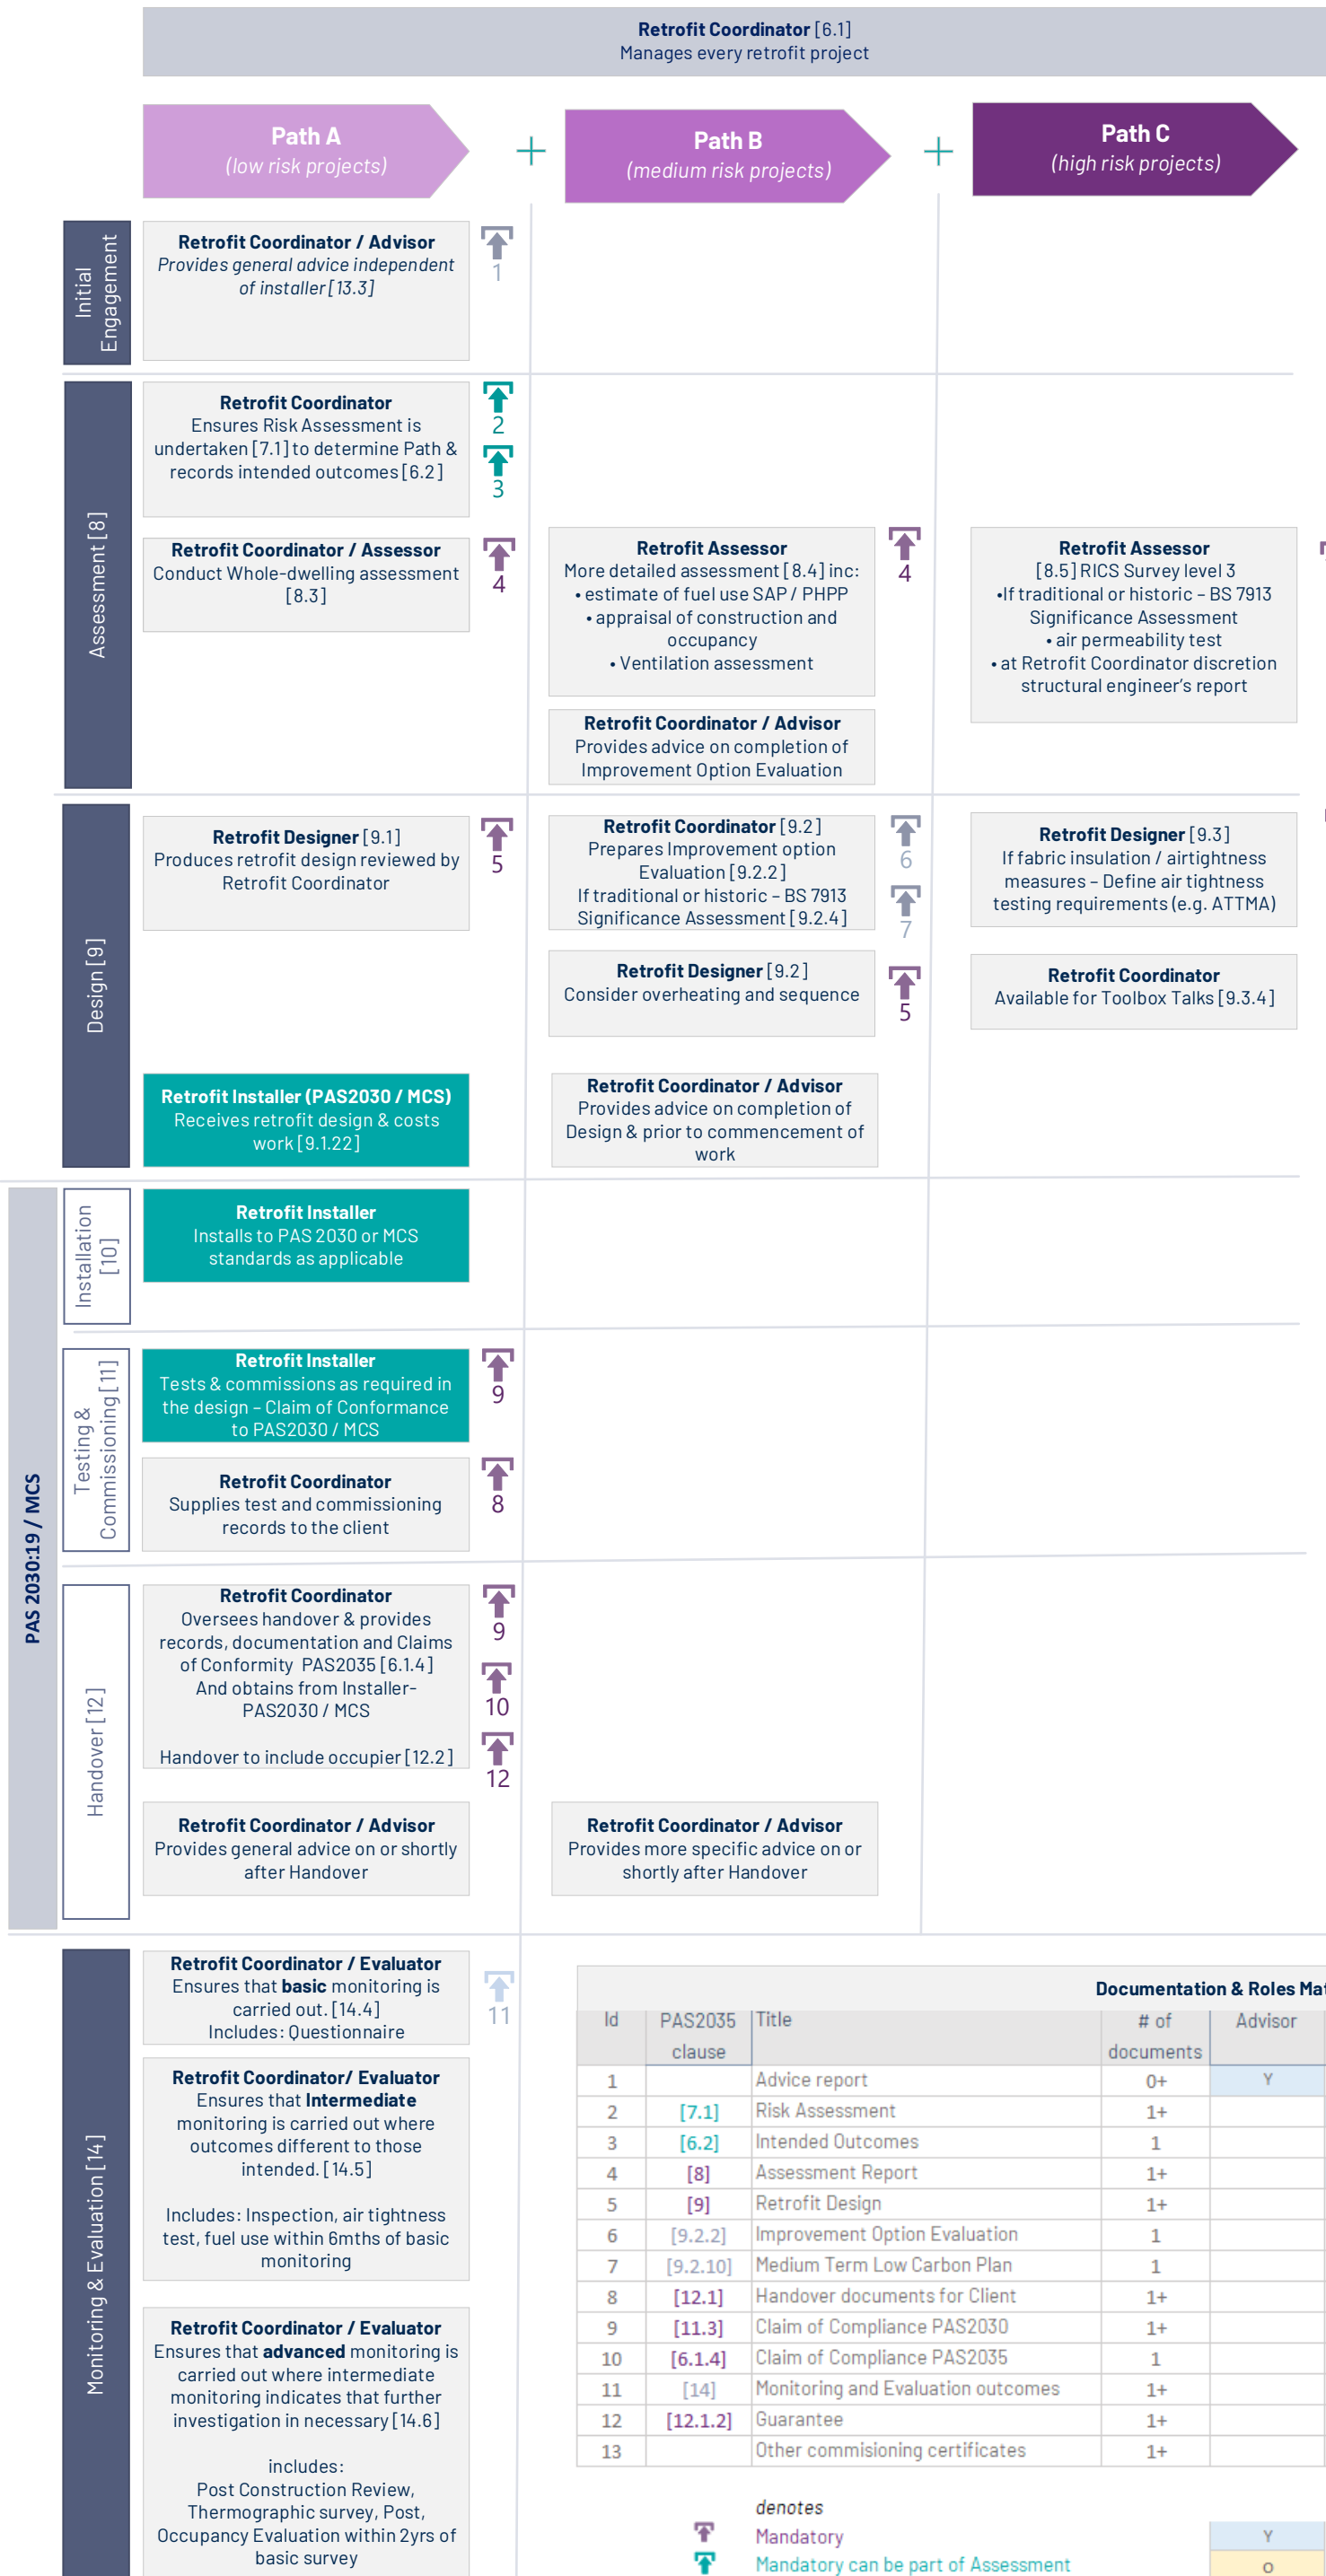 Retrofit Coordinator [6.1]
Manages every retrofit project
Path A
(low risk projects)
+
Path B
(medium risk projects)
+
Path C
(high risk projects)
Initial
Engagement
Retrofit Coordinator / Advisor
Provides general advice independent
of installer [13.3]
1
Assessment [8]
Retrofit Coordinator
Ensures Risk Assessment is
undertaken [7.1] to determine Path &
records intended outcomes [6.2]
2
3
Retrofit Coordinator / Assessor
Conduct Whole-dwelling assessment
[8.3]
4
Retrofit Assessor
More detailed assessment [8.4] inc:
• estimate of fuel use SAP / PHPP
• appraisal of construction and
occupancy
• Ventilation assessment
4
Retrofit Assessor
[8.5] RICS Survey level 3
•If traditional or historic – BS 7913
Significance Assessment
• air permeability test
• at Retrofit Coordinator discretion
structural engineer's report
Retrofit Coordinator / Advisor
Provides advice on completion of
Improvement Option Evaluation
Design [9]
Retrofit Designer [9.1]
Produces retrofit design reviewed by
Retrofit Coordinator
5
Retrofit Coordinator [9.2]
Prepares Improvement option
Evaluation [9.2.2]
If traditional or historic – BS 7913
Significance Assessment [9.2.4]
6
7
Retrofit Designer [9.3]
If fabric insulation / airtightness
measures – Define air tightness
testing requirements (e.g. ATTMA)
Retrofit Designer [9.2]
Consider overheating and sequence
5
Retrofit Coordinator
Available for Toolbox Talks [9.3.4]
Retrofit Installer (PAS2030 / MCS)
Receives retrofit design & costs
work [9.1.22]
Retrofit Coordinator / Advisor
Provides advice on completion of
Design & prior to commencement of
work
PAS 2030:19 / MCS
Installation
[10]
Retrofit Installer
Installs to PAS 2030 or MCS
standards as applicable
Testing &
Commissioning [11]
Retrofit Installer
Tests & commissions as required in
the design – Claim of Conformance
to PAS2030 / MCS
9
Retrofit Coordinator
Supplies test and commissioning
records to the client
8
Handover [12]
Retrofit Coordinator
Oversees handover & provides
records, documentation and Claims
of Conformity PAS2035 [6.1.4]
And obtains from Installer-
PAS2030 / MCS
Handover to include occupier [12.2]
9
10
12
Retrofit Coordinator / Advisor
Provides general advice on or shortly
after Handover
Retrofit Coordinator / Advisor
Provides more specific advice on or
shortly after Handover
Monitoring & Evaluation [14]
Retrofit Coordinator / Evaluator
Ensures that basic monitoring is
carried out. [14.4]
Includes: Questionnaire
11
Retrofit Coordinator/ Evaluator
Ensures that Intermediate
monitoring is carried out where
outcomes different to those
intended. [14.5]
Includes: Inspection, air tightness
test, fuel use within 6mths of basic
monitoring
Retrofit Coordinator / Evaluator
Ensures that advanced monitoring is
carried out where intermediate
monitoring indicates that further
investigation in necessary [14.6]
includes:
Post Construction Review,
Thermographic survey, Post,
Occupancy Evaluation within 2yrs of
basic survey
Documentation & Roles Mat
Id PAS2035 clause Title # of documents Advisor
1 Advice report 0+ Y
2 [7.1] Risk Assessment 1+
3 [6.2] Intended Outcomes 1
4 [8] Assessment Report 1+
5 [9] Retrofit Design 1+
6 [9.2.2] Improvement Option Evaluation 1
7 [9.2.10] Medium Term Low Carbon Plan 1
8 [12.1] Handover documents for Client 1+
9 [11.3] Claim of Compliance PAS2030 1+
10 [6.1.4] Claim of Compliance PAS2035 1
11 [14] Monitoring and Evaluation outcomes 1+
12 [12.1.2] Guarantee 1+
13 Other commisioning certificates 1+
denotes
Mandatory Y
Mandatory can be part of Assessment O